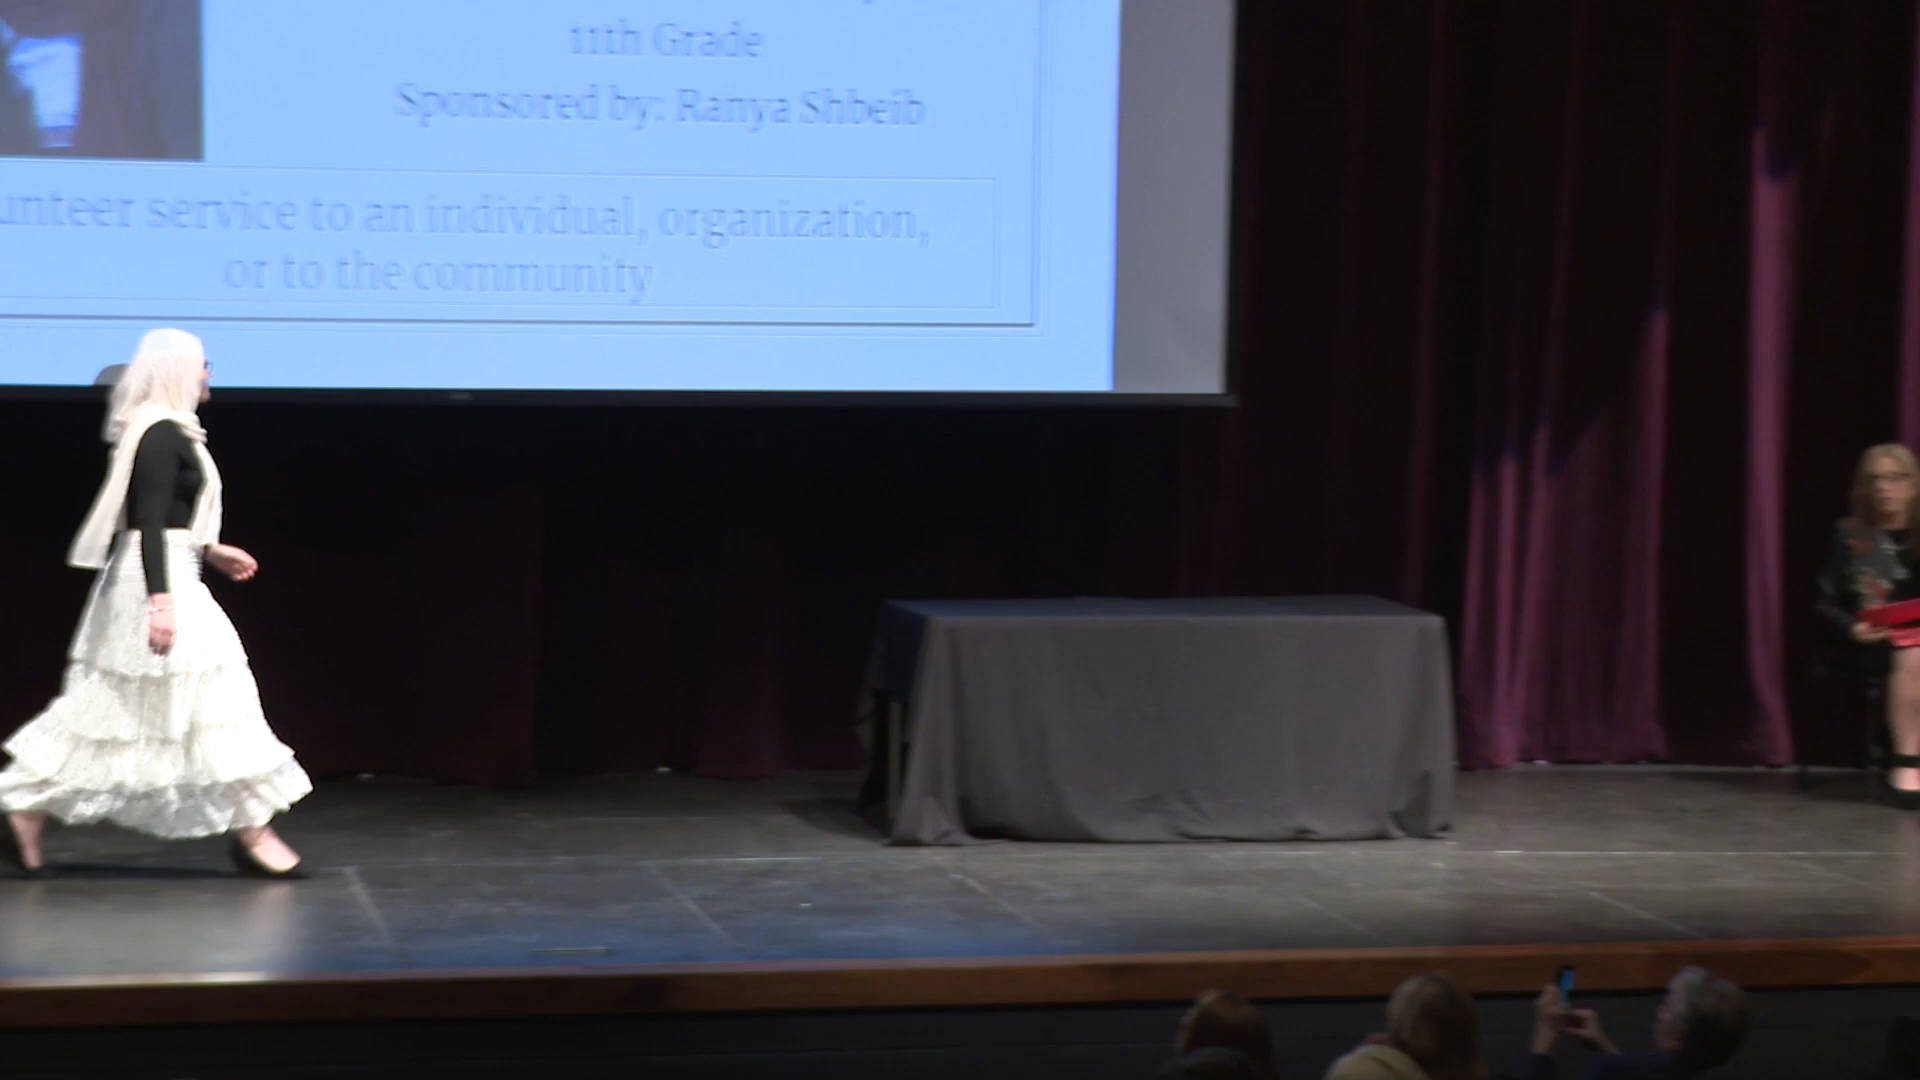 11th Grade
Sponsored by: Ranya Shbeib
unteer service to an individual, organization,
or to the community